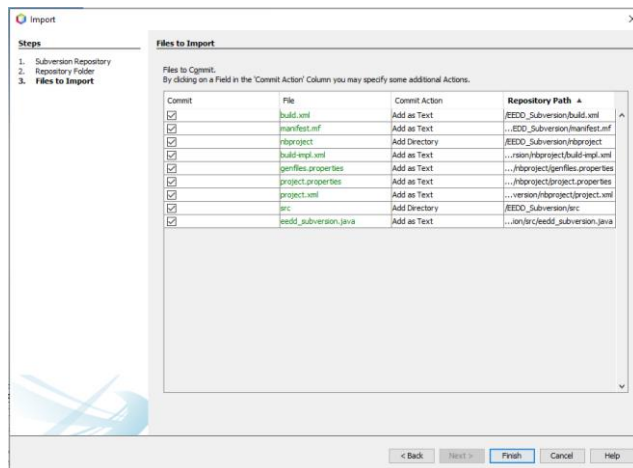 Import
Steps
1. Subversion Repository
2. Repository Folder
3. Files to Import
Files to Import
Files to Commit.
By clicking on a Field in the 'Commit Action' Column you may specify some additional Actions.
Commit File Commit Action Repository Path ▲
build.xml Add as Text /EEDD_Subversion/build.xml
manifest.mf Add as Text ...EDD_Subversion/manifest.mf
nbproject Add Directory /EEDD_Subversion/nbproject
build-impl.xml Add as Text ...rsion/nbproject/build-impl.xml
genfiles.properties Add as Text .../nbproject/genfiles.properties
project.properties Add as Text .../nbproject/project.properties
project.xml Add as Text ...version/nbproject/project.xml
src Add Directory /EEDD_Subversion/src
eedd_subversion.java Add as Text ...ion/src/eedd_subversion.java
< Back Next > Finish Cancel Help